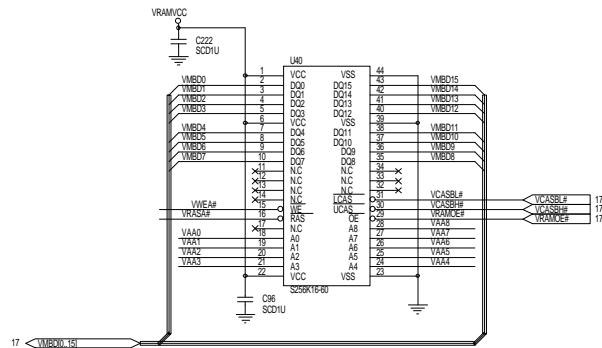 VRAMVCC
C222
SCD1U
U40
1 VCC VSS 44
VMBD0 2 DQ0 DQ15 43 VMBD15
VMBD1 3 DQ1 DQ14 42 VMBD14
VMBD2 4 DQ2 DQ13 41 VMBD13
VMBD3 5 DQ3 DQ12 40 VMBD12
6 VCC VSS 39
VMBD4 7 DQ4 DQ11 38 VMBD11
VMBD5 8 DQ5 DQ10 37 VMBD10
VMBD6 9 DQ6 DQ9 36 VMBD9
VMBD7 10 DQ7 DQ8 35 VMBD8
11 N.C N.C 34
12 N.C N.C 33
13 N.C N.C 32
14 N.C LCAS 31 VCASBL# VCASBL# 17
VWEA# 15 WE UCAS 30 VCASBH# VCASBH# 17
VRASA# 16 RAS OE 29 VRAMOE# VRAMOE# 17
17 N.C A8 28 VAA8
VAA0 18 A0 A7 27 VAA7
VAA1 19 A1 A6 26 VAA6
VAA2 20 A2 A5 25 VAA5
VAA3 21 A3 A4 24 VAA4
22 VCC VSS 23
S256K16-60
C96
SCD1U
17 VMBD[0..15]